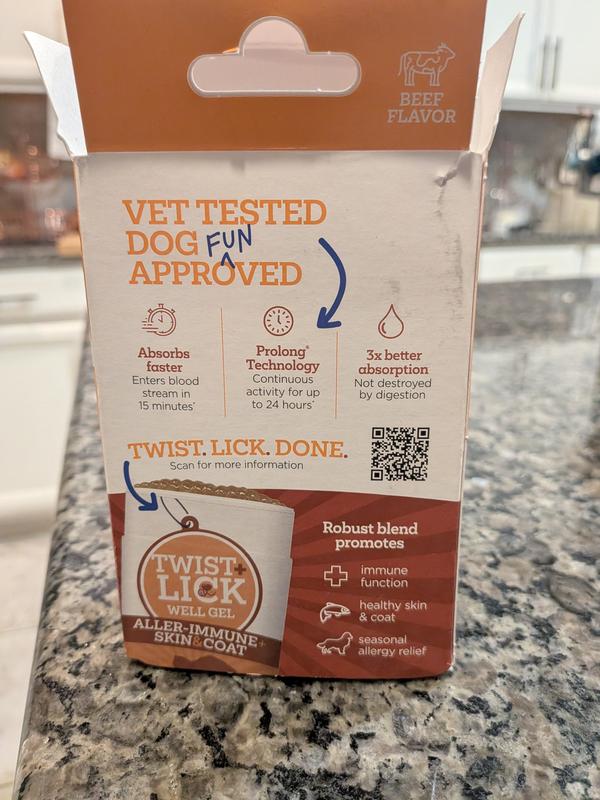 BEEF
FLAVOR
VET TESTED
DOG FUN
APPROVED
Absorbs
faster
Enters blood
stream in
15 minutes*
Prolong®
Technology
Continuous
activity for up
to 24 hours*
3x better
absorption
Not destroyed
by digestion
TWIST. LICK. DONE.
Scan for more information
TWIST+
LICK
WELL GEL
ALLER-IMMUNE+
SKIN&COAT
Robust blend
promotes
immune
function
healthy skin
& coat
seasonal
allergy relief